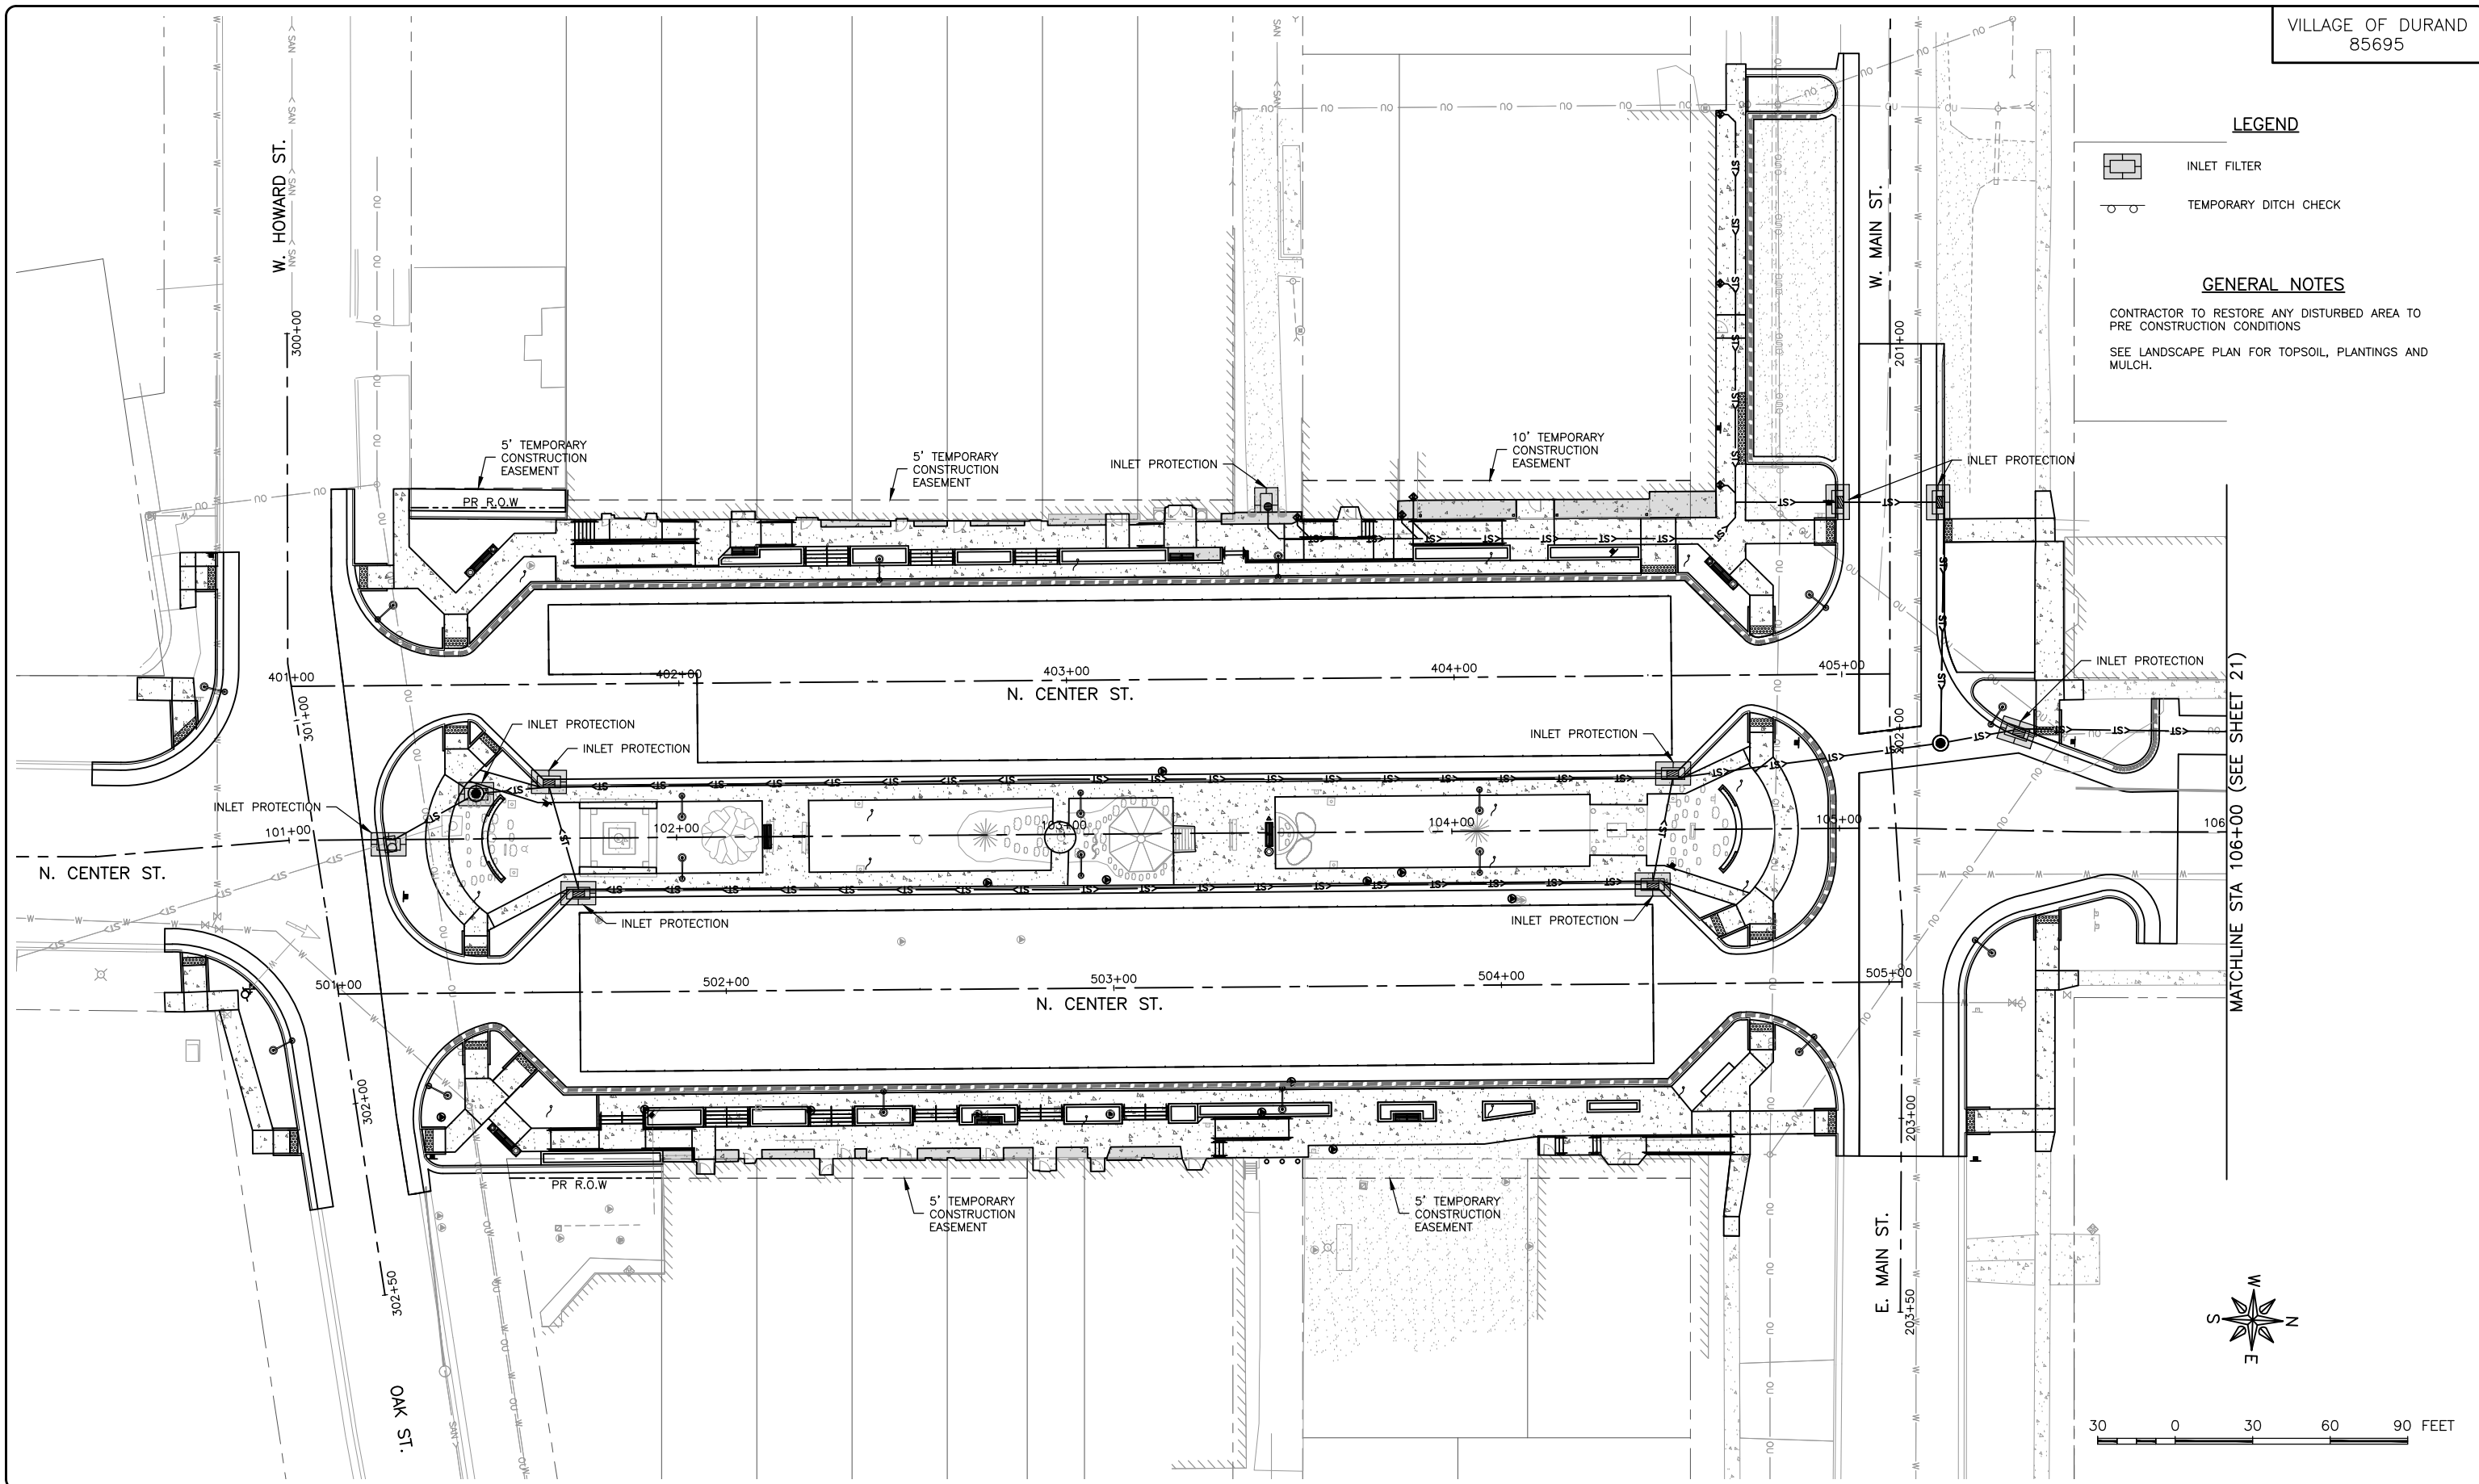 VILLAGE OF DURAND
85695
LEGEND
INLET FILTER
TEMPORARY DITCH CHECK
GENERAL NOTES
CONTRACTOR TO RESTORE ANY DISTURBED AREA TO
PRE CONSTRUCTION CONDITIONS
SEE LANDSCAPE PLAN FOR TOPSOIL, PLANTINGS AND
MULCH.
W. HOWARD ST.
300+00
W. MAIN ST.
201+00
5' TEMPORARY
CONSTRUCTION
EASEMENT
PR R.O.W
5' TEMPORARY
CONSTRUCTION
EASEMENT
INLET PROTECTION
10' TEMPORARY
CONSTRUCTION
EASEMENT
INLET PROTECTION
401+00
402+00
403+00
404+00
405+00
N. CENTER ST.
INLET PROTECTION
301+00
202+00
INLET PROTECTION
INLET PROTECTION
INLET PROTECTION
INLET PROTECTION
101+00
102+00
103+00
104+00
105+00
106
N. CENTER ST.
INLET PROTECTION
INLET PROTECTION
MATCHLINE STA 106+00 (SEE SHEET 21)
501+00
502+00
503+00
504+00
505+00
N. CENTER ST.
302+00
203+00
PR R.O.W
5' TEMPORARY
CONSTRUCTION
EASEMENT
5' TEMPORARY
CONSTRUCTION
EASEMENT
302+50
OAK ST.
E. MAIN ST.
203+50
W
S
N
E
30 0 30 60 90 FEET